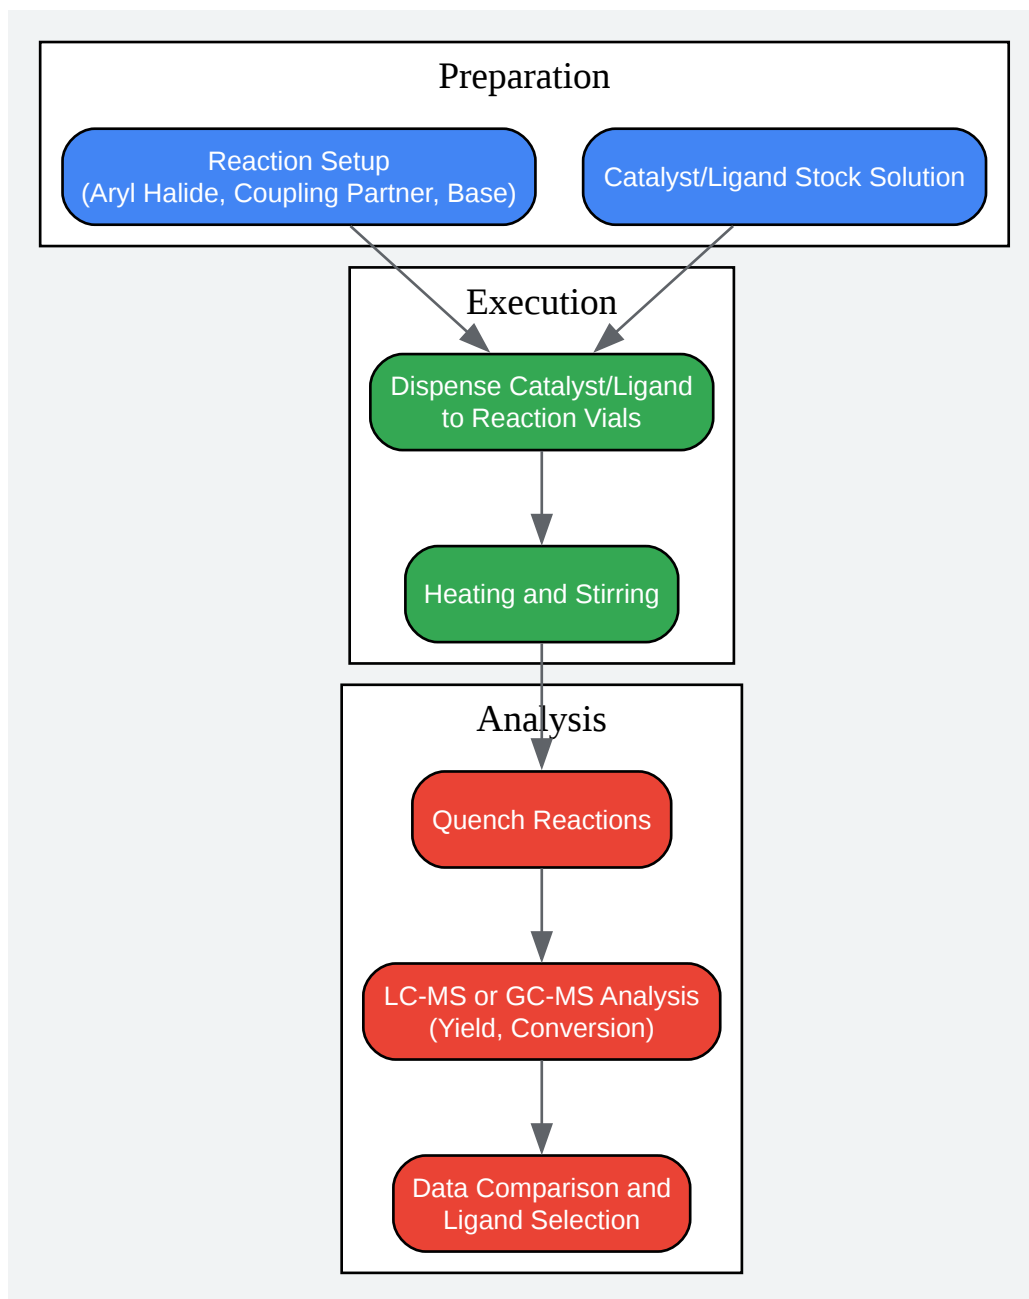 Preparation
Reaction Setup
(Aryl Halide, Coupling Partner, Base)
Catalyst/Ligand Stock Solution
Execution
Dispense Catalyst/Ligand
to Reaction Vials
Heating and Stirring
Analysis
Quench Reactions
LC-MS or GC-MS Analysis
(Yield, Conversion)
Data Comparison and
Ligand Selection